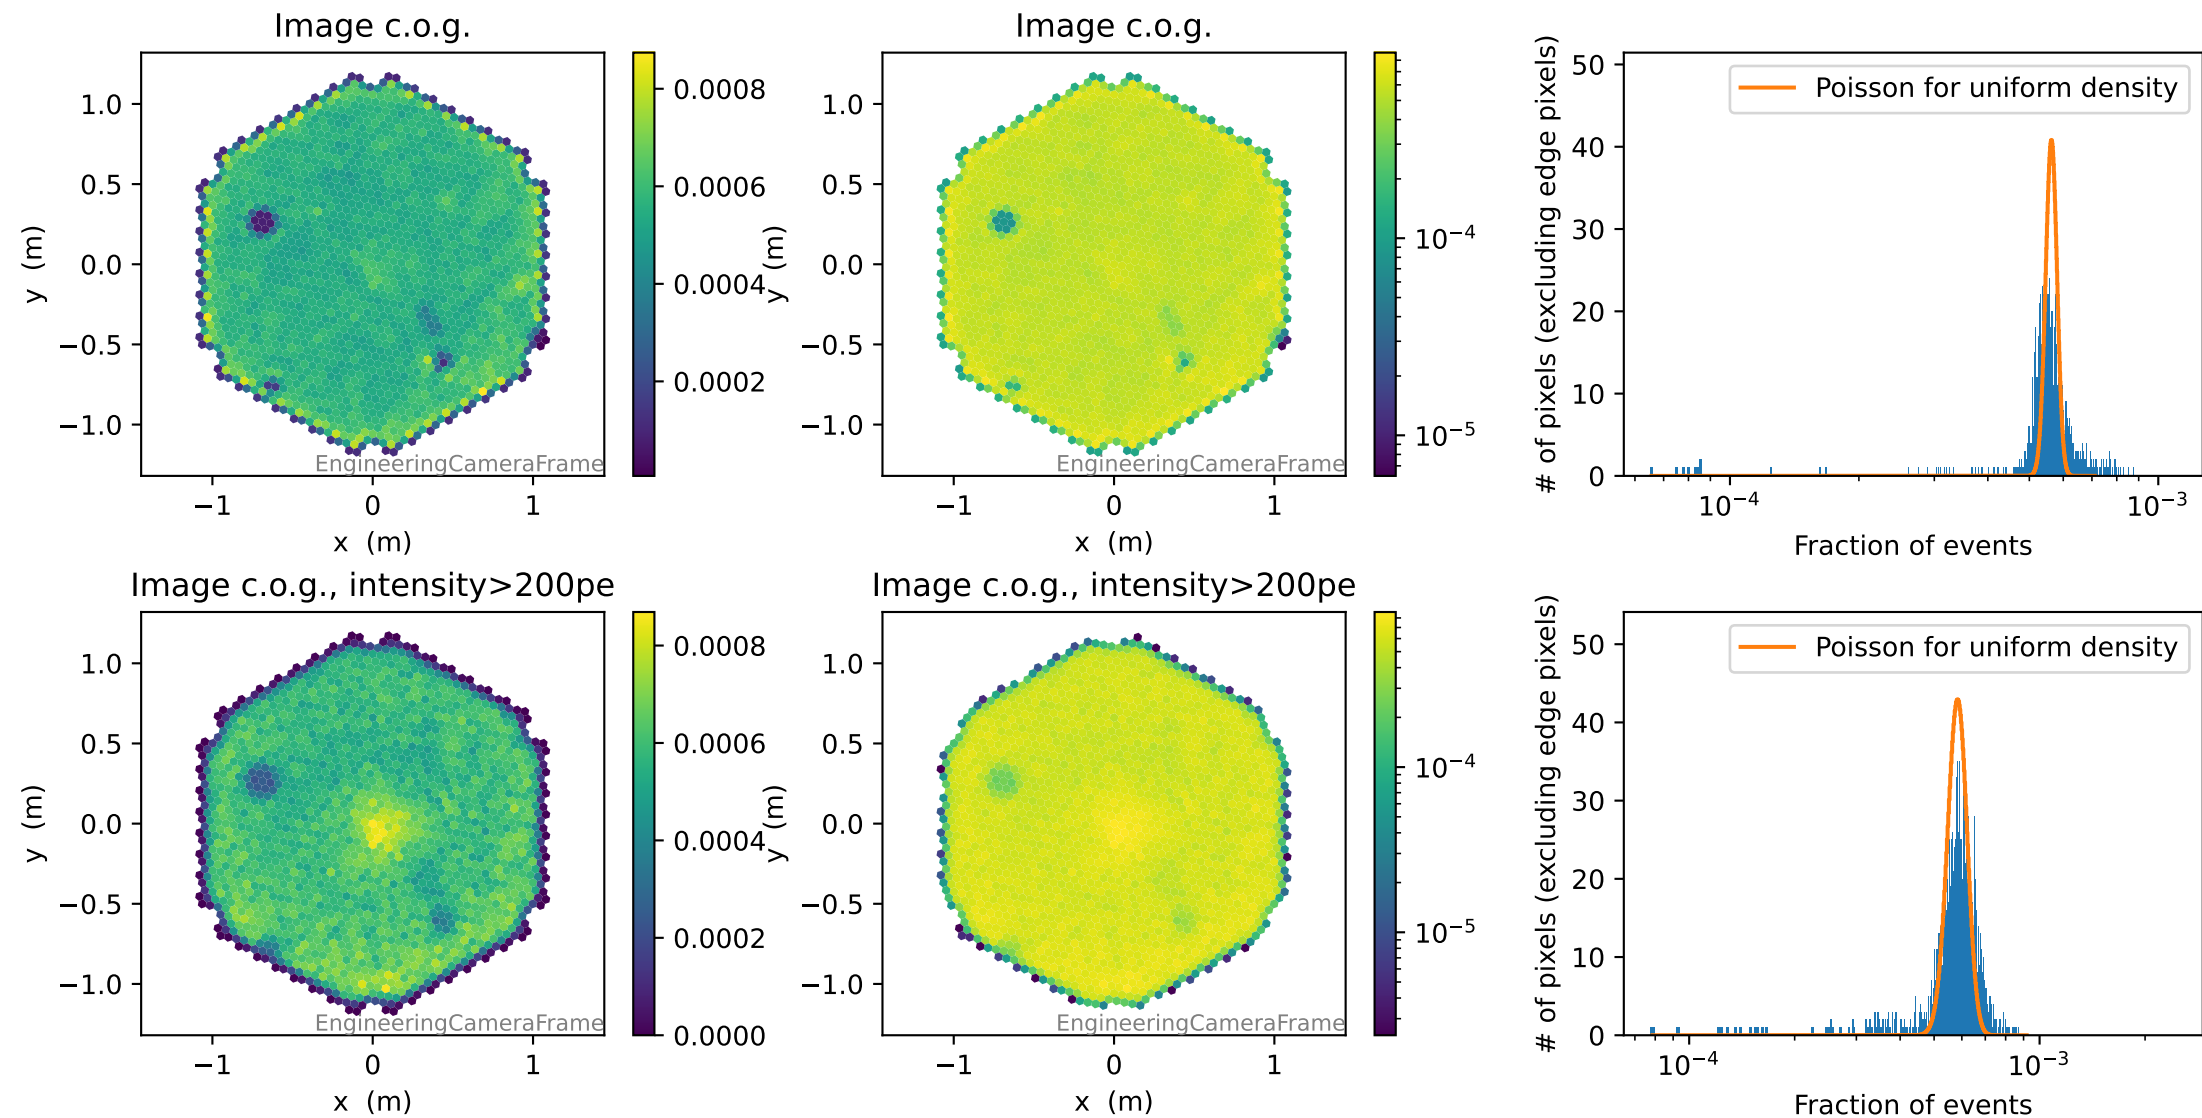 Image c.o.g.
1.0
0.5
0.0
−0.5
−1.0
y (m)
−1
0
1
x (m)
EngineeringCameraFrame
0.0008
0.0006
0.0004
0.0002
Image c.o.g.
1.0
0.5
0.0
−0.5
−1.0
y (m)
−1
0
1
x (m)
EngineeringCameraFrame
10⁻⁴
10⁻⁵
50
40
30
20
10
0
# of pixels (excluding edge pixels)
Poisson for uniform density
10⁻⁴
10⁻³
Fraction of events
Image c.o.g., intensity>200pe
1.0
0.5
0.0
−0.5
−1.0
y (m)
−1
0
1
x (m)
EngineeringCameraFrame
0.0008
0.0006
0.0004
0.0002
0.0000
Image c.o.g., intensity>200pe
1.0
0.5
0.0
−0.5
−1.0
y (m)
−1
0
1
x (m)
EngineeringCameraFrame
10⁻⁴
10⁻⁵
50
40
30
20
10
0
# of pixels (excluding edge pixels)
Poisson for uniform density
10⁻⁴
10⁻³
Fraction of events